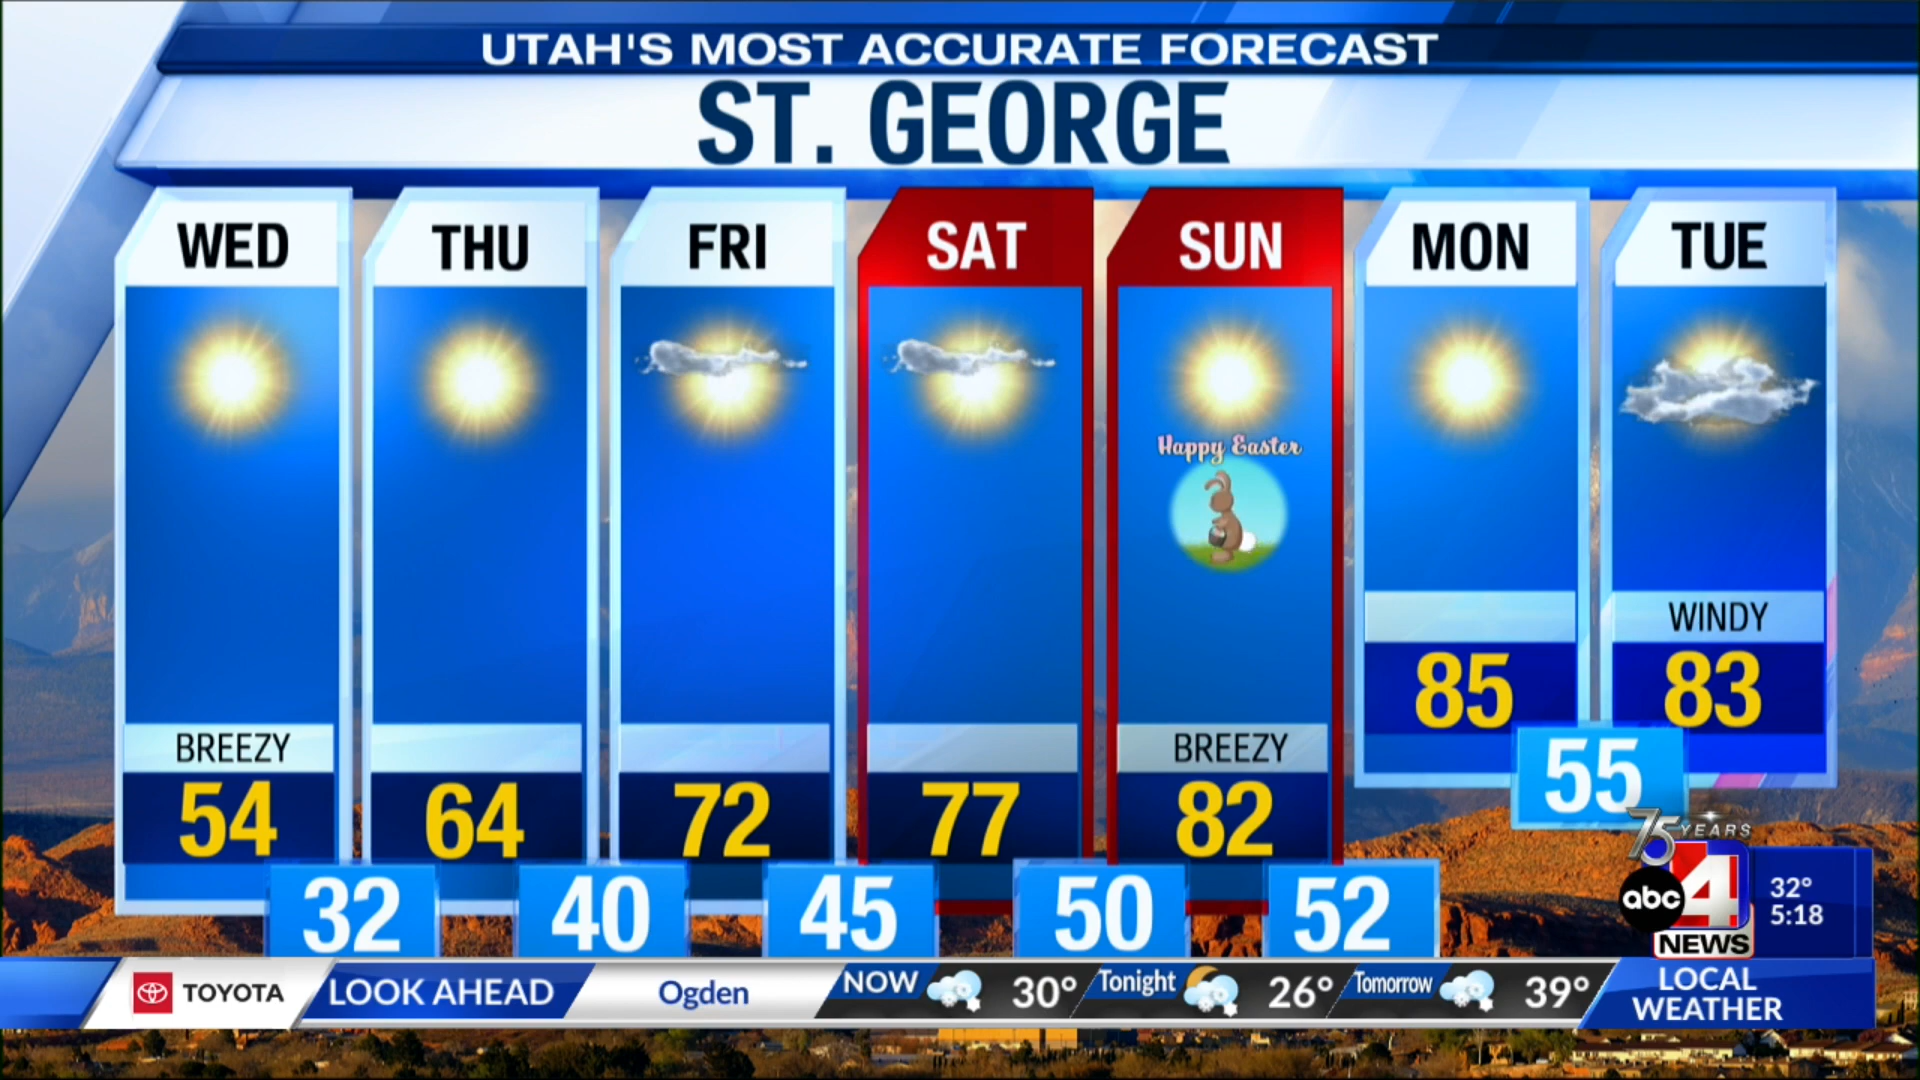 UTAH'S MOST ACCURATE FORECAST
ST. GEORGE
WED THU FRI SAT SUN MON TUE
Happy Easter
WINDY
85 83
BREEZY BREEZY
55
54 64 72 77 82
75 YEARS
32 40 45 50 52
abc 4
NEWS
32°
5:18
TOYOTA LOOK AHEAD Ogden NOW 30° Tonight 26° Tomorrow 39°
LOCAL
WEATHER